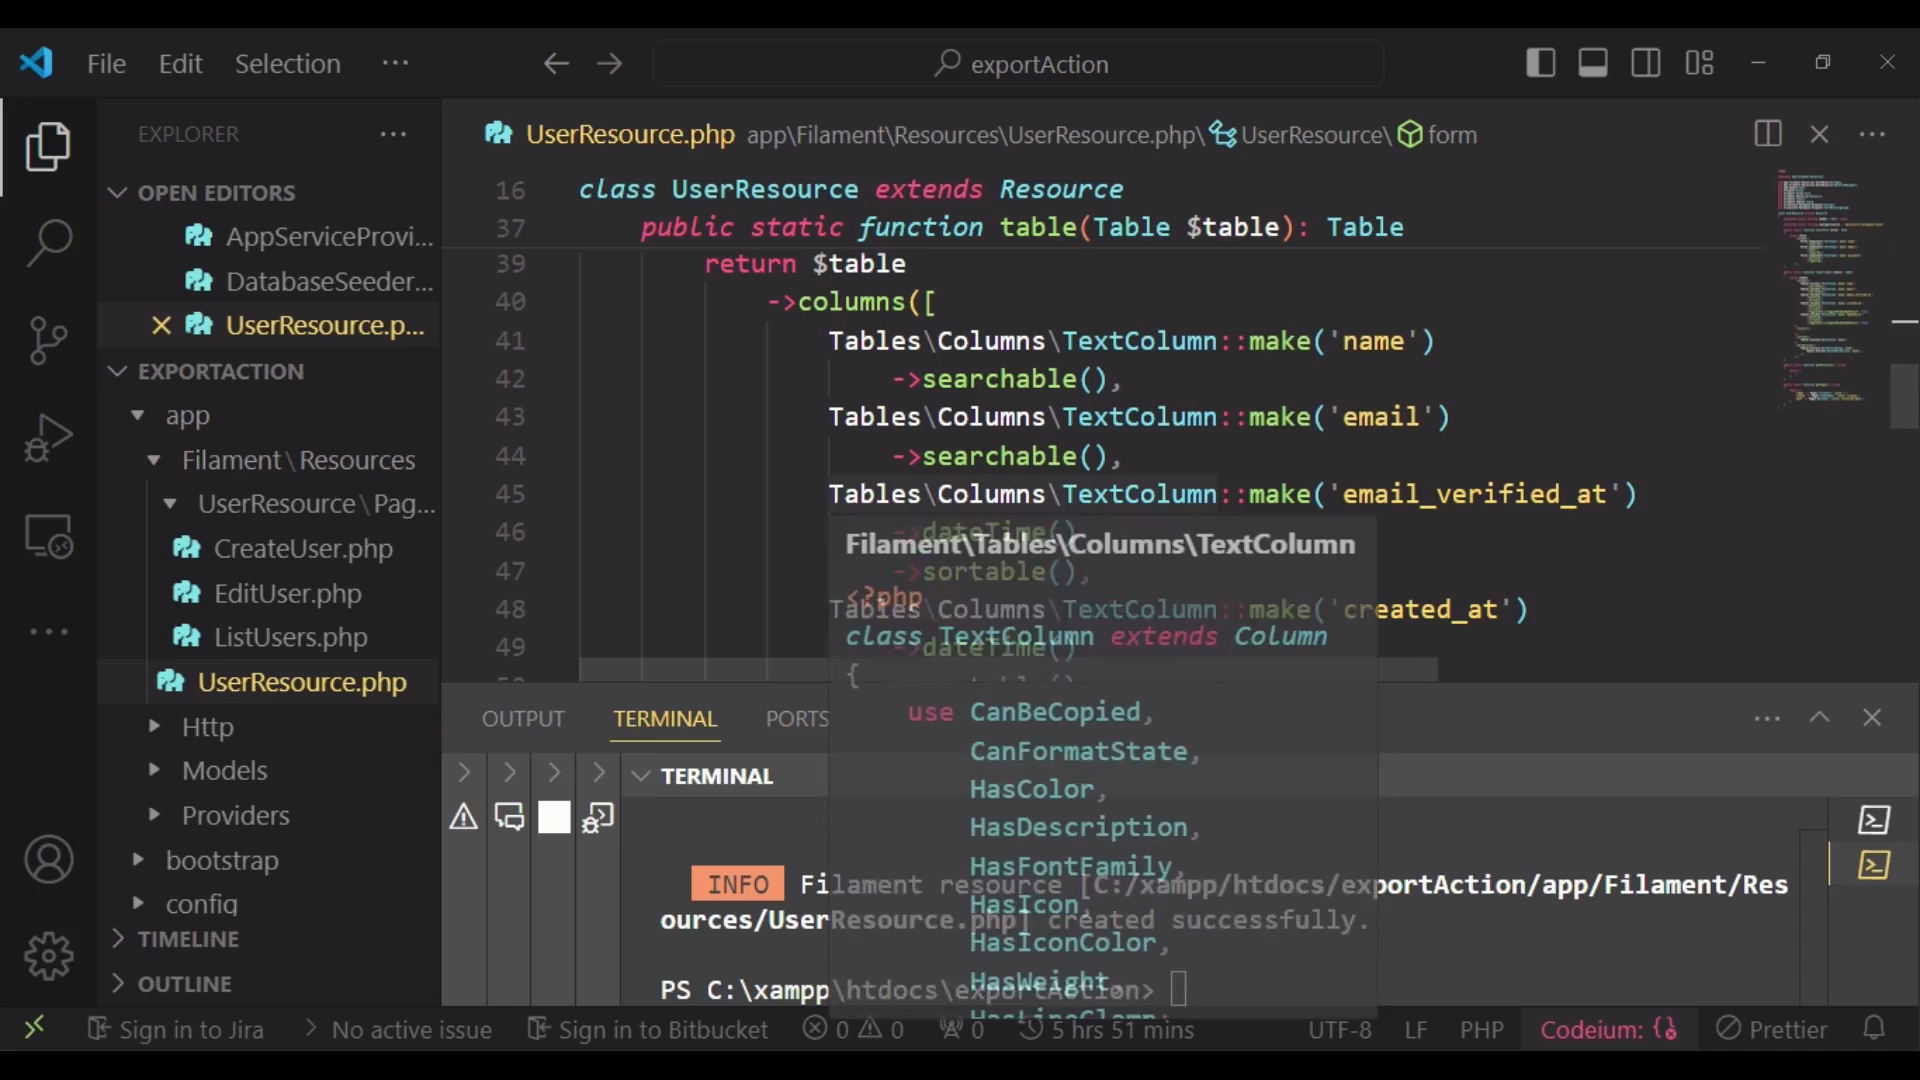 File Edit Selection ··· exportAction
EXPLORER ···
OPEN EDITORS
AppServiceProvi...
DatabaseSeeder...
UserResource.p...
EXPORTACTION
app
Filament\Resources
UserResource\Pag...
CreateUser.php
EditUser.php
ListUsers.php
UserResource.php
Http
Models
Providers
bootstrap
config
TIMELINE
OUTLINE
UserResource.php app\Filament\Resources\UserResource.php\UserResource\form
16 class UserResource extends Resource
37 public static function table(Table $table): Table
39 return $table
40 ->columns([
41 Tables\Columns\TextColumn::make('name')
42 ->searchable(),
43 Tables\Columns\TextColumn::make('email')
44 ->searchable(),
45 Tables\Columns\TextColumn::make('email_verified_at')
46 ->dateTime()
47 ->sortable(),
48 Tables\Columns\TextColumn::make('created_at')
49 ->dateTime()
Filament\Tables\Columns\TextColumn
<?php
class TextColumn extends Column
{
use CanBeCopied,
CanFormatState,
HasColor,
HasDescription,
HasFontFamily,
HasIcon,
HasIconColor,
HasWeight,
HasLineClamp;
OUTPUT TERMINAL PORTS
TERMINAL
INFO Filament resource [C:/xampp/htdocs/exportAction/app/Filament/Res
ources/UserResource.php] created successfully.
PS C:\xampp\htdocs\exportAction>
Sign in to Jira No active issue Sign in to Bitbucket 0 0 0 5 hrs 51 mins UTF-8 LF PHP Codeium: {} Prettier